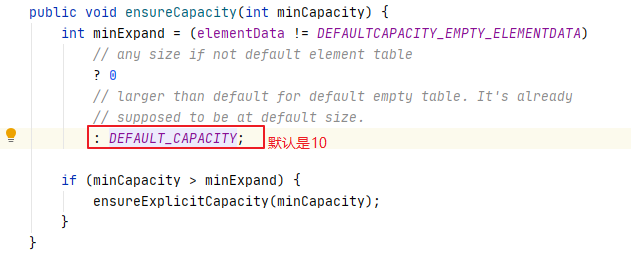 public void ensureCapacity(int minCapacity) {
    int minExpand = (elementData != DEFAULTCAPACITY_EMPTY_ELEMENTDATA)
        // any size if not default element table
        ? 0
        // larger than default for default empty table. It's already
        // supposed to be at default size.
        : DEFAULT_CAPACITY; 默认是10

    if (minCapacity > minExpand) {
        ensureExplicitCapacity(minCapacity);
    }
}